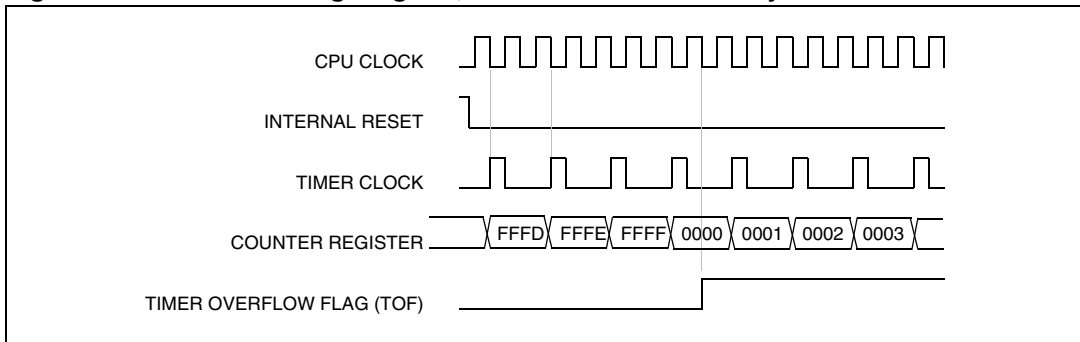 CPU CLOCK
INTERNAL RESET
TIMER CLOCK
COUNTER REGISTER FFFD FFFE FFFF 0000 0001 0002 0003
TIMER OVERFLOW FLAG (TOF)